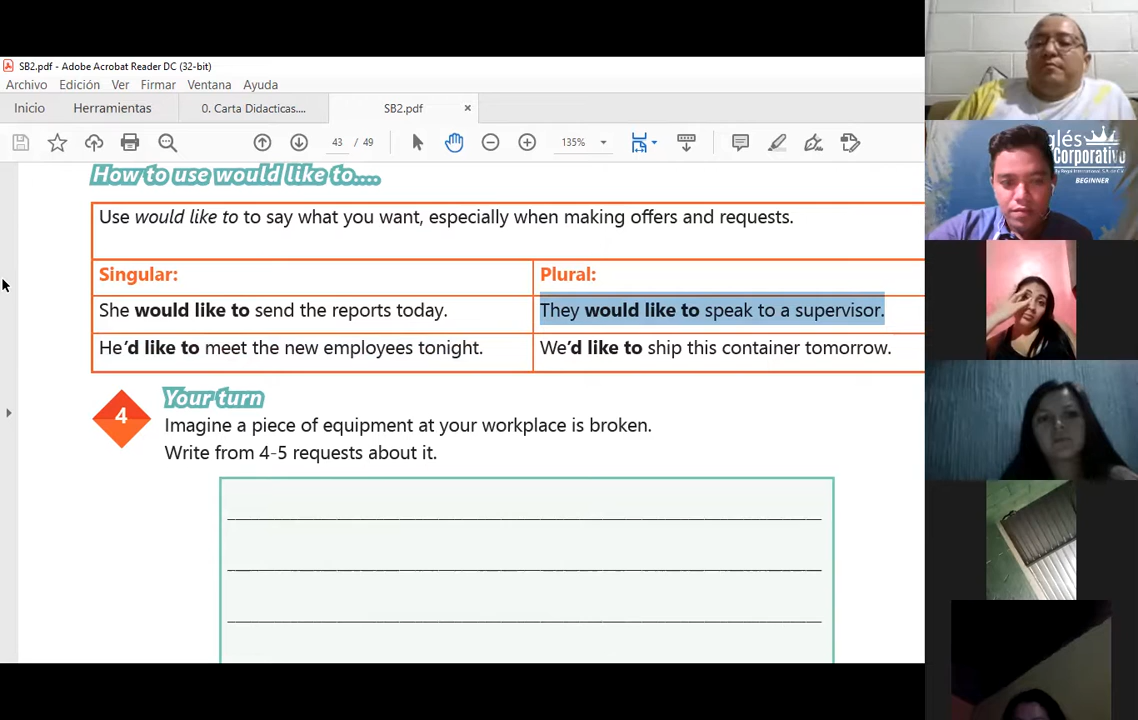 SB2.pdf - Adobe Acrobat Reader DC (32-bit)
Archivo Edición Ver Firmar Ventana Ayuda
Inicio Herramientas 0. Carta Didacticas.... SB2.pdf ×
43 / 49 135%
How to use would like to....
Use would like to to say what you want, especially when making offers and requests.
Singular: Plural:
She would like to send the reports today. They would like to speak to a supervisor.
He'd like to meet the new employees tonight. We'd like to ship this container tomorrow.
4 Your turn
Imagine a piece of equipment at your workplace is broken.
Write from 4-5 requests about it.
glés
Corporativo
BEGINNER